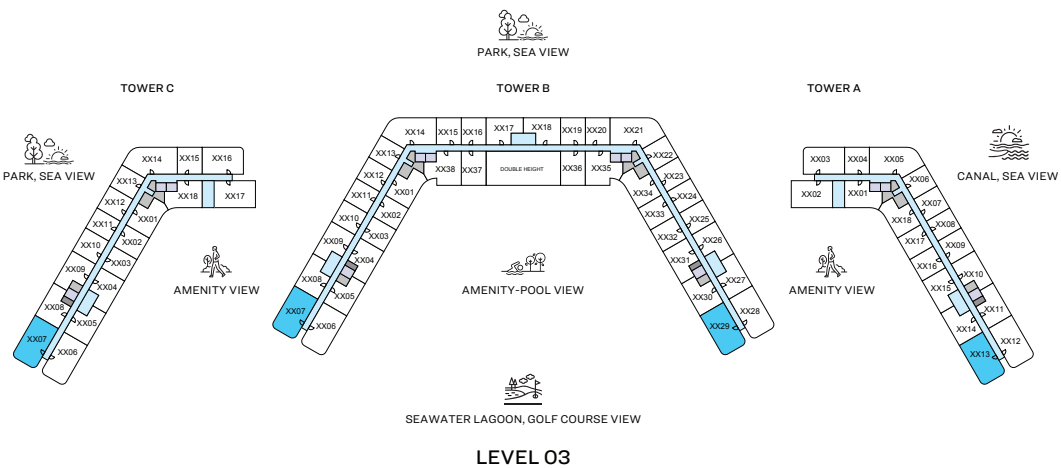 PARK, SEA VIEW
TOWER C
TOWER B
TOWER A
PARK, SEA VIEW
CANAL, SEA VIEW
XX14
XX15
XX16
XX13
XX12
XX11
XX10
XX09
XX08
XX07
XX06
XX05
XX04
XX03
XX02
XX01
XX18
XX17
AMENITY VIEW
XX14
XX15
XX16
XX17
XX18
XX19
XX20
XX21
XX13
XX38
XX37
DOUBLE HEIGHT
XX36
XX35
XX22
XX12
XX01
XX34
XX23
XX11
XX02
XX33
XX24
XX10
XX03
XX32
XX25
XX09
XX04
XX31
XX26
XX08
XX05
XX30
XX27
XX07
XX06
XX29
XX28
AMENITY-POOL VIEW
XX03
XX04
XX05
XX02
XX01
XX06
XX18
XX07
XX17
XX08
XX16
XX09
XX15
XX10
XX14
XX11
XX13
XX12
AMENITY VIEW
SEAWATER LAGOON, GOLF COURSE VIEW
LEVEL 03